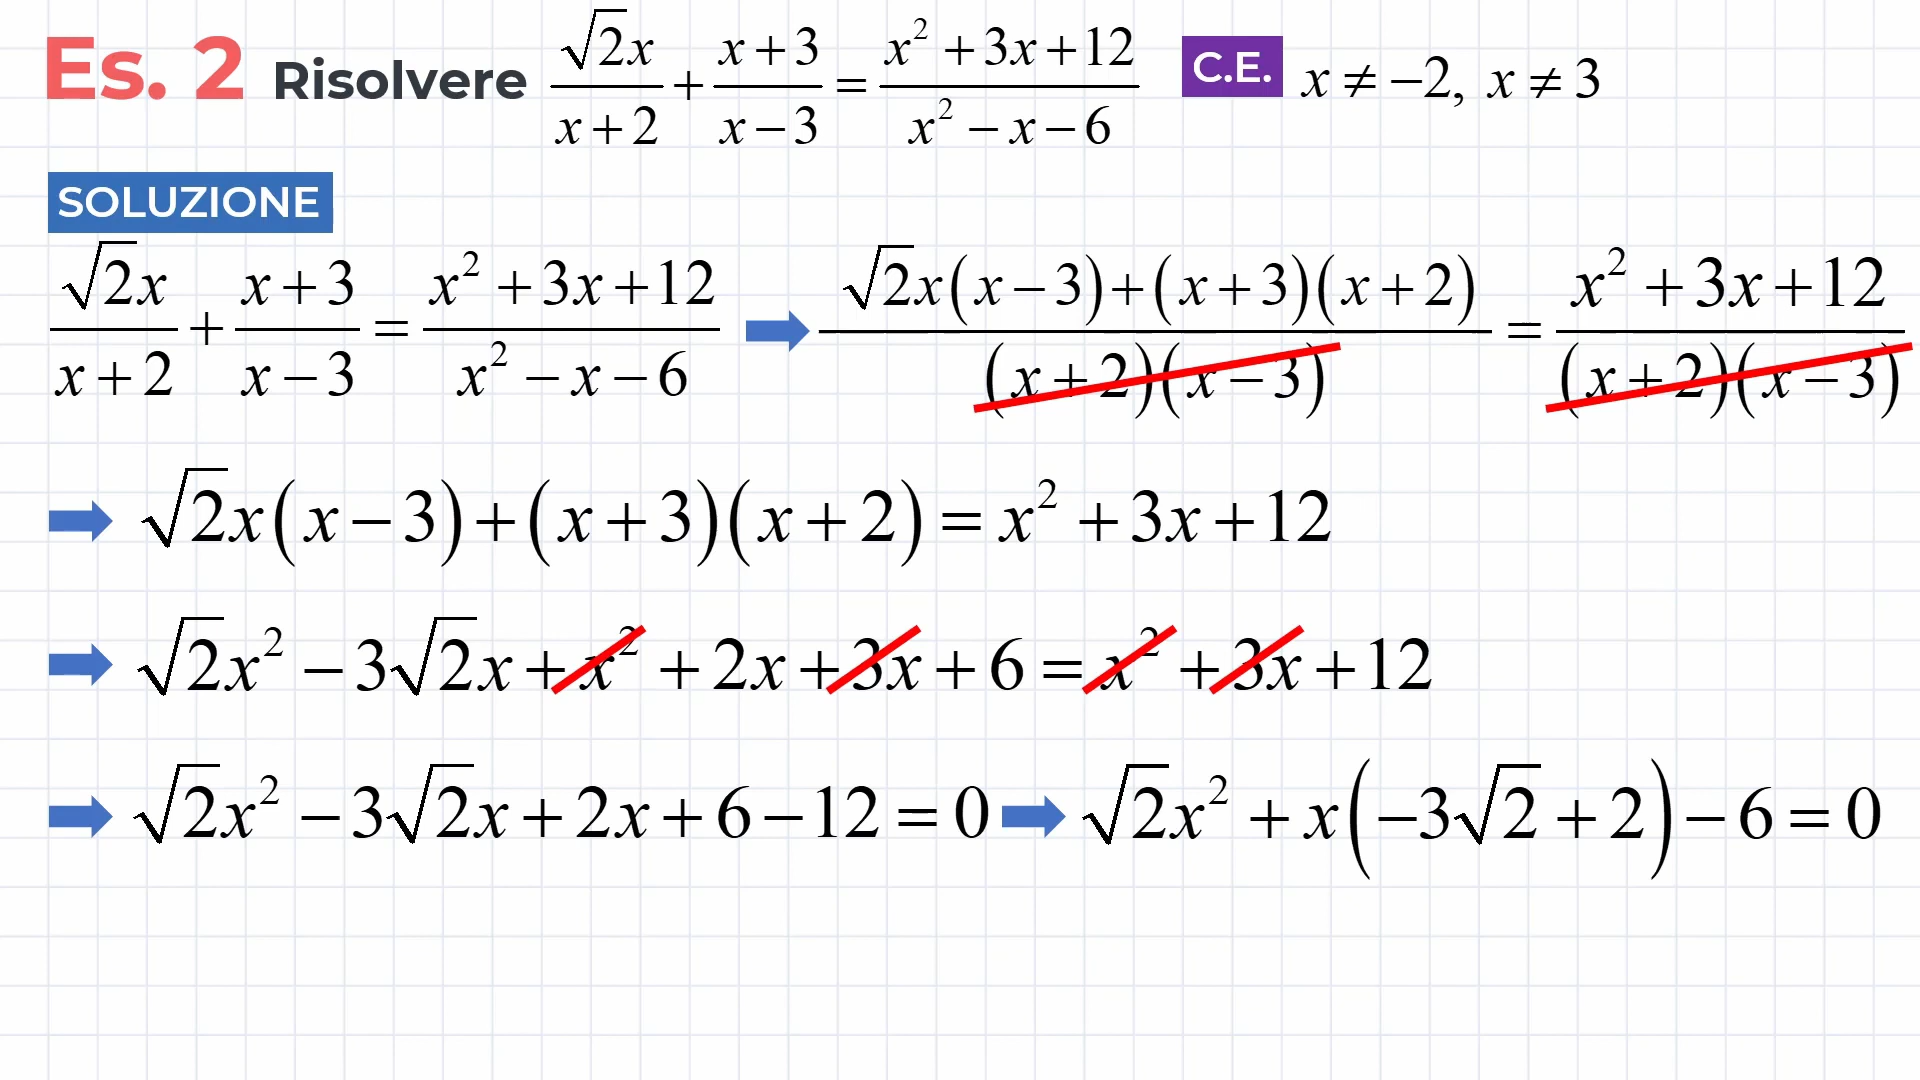 Es. 2 Risolvere √2x/(x+2) + (x+3)/(x−3) = (x²+3x+12)/(x²−x−6) C.E. x ≠ −2, x ≠ 3
SOLUZIONE
√2x/(x+2) + (x+3)/(x−3) = (x²+3x+12)/(x²−x−6) ➡ (√2x(x−3)+(x+3)(x+2))/((x+2)(x−3)) = (x²+3x+12)/((x+2)(x−3))
➡ √2x(x−3)+(x+3)(x+2) = x²+3x+12
➡ √2x² − 3√2x + x² + 2x + 3x + 6 = x² + 3x + 12
➡ √2x² − 3√2x + 2x + 6 − 12 = 0 ➡ √2x² + x(−3√2 + 2) − 6 = 0